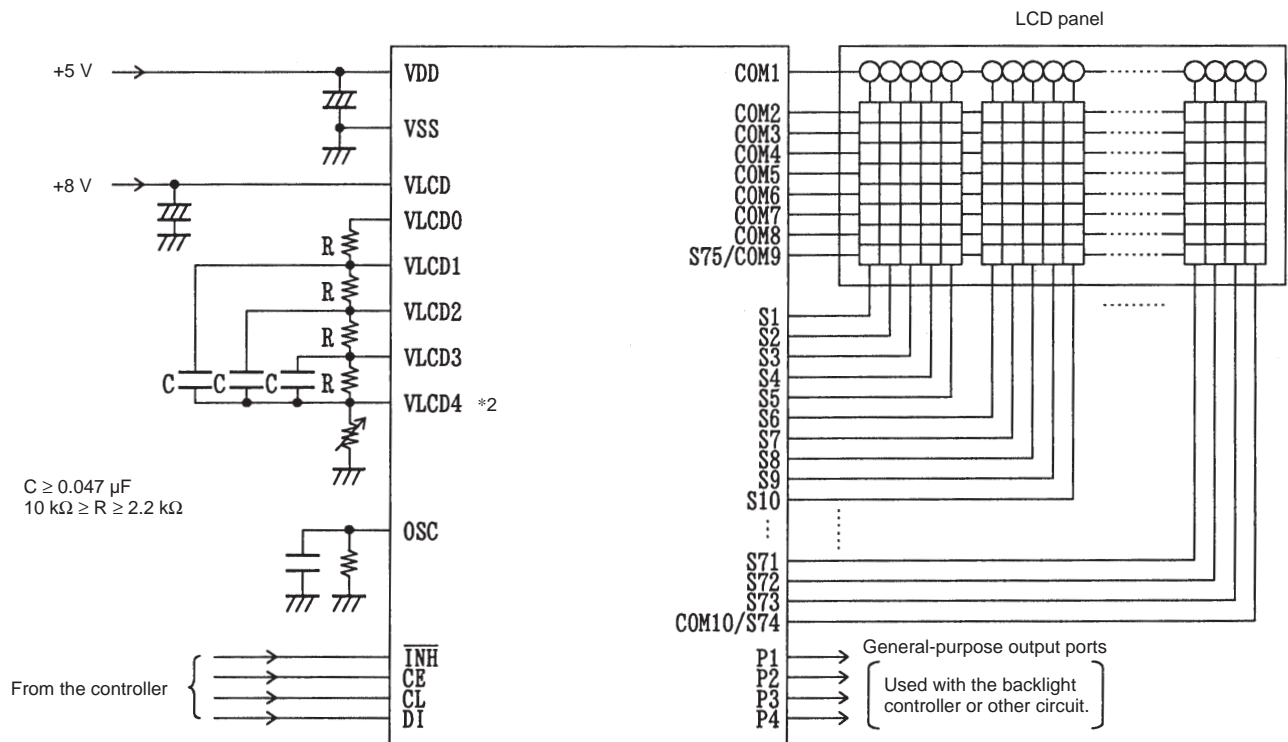 LCD panel
+5 V
VDD
VSS
+8 V
VLCD
VLCD0
R
VLCD1
R
VLCD2
R
VLCD3
C
C
C
R
VLCD4 *2
C ≥ 0.047 µF
10 kΩ ≥ R ≥ 2.2 kΩ
OSC
From the controller
I̅N̅H̅
CE
CL
DI
COM1
COM2
COM3
COM4
COM5
COM6
COM7
COM8
S75/COM9
S1
S2
S3
S4
S5
S6
S7
S8
S9
S10
S71
S72
S73
COM10/S74
P1
P2
P3
P4
General-purpose output ports
Used with the backlight
controller or other circuit.